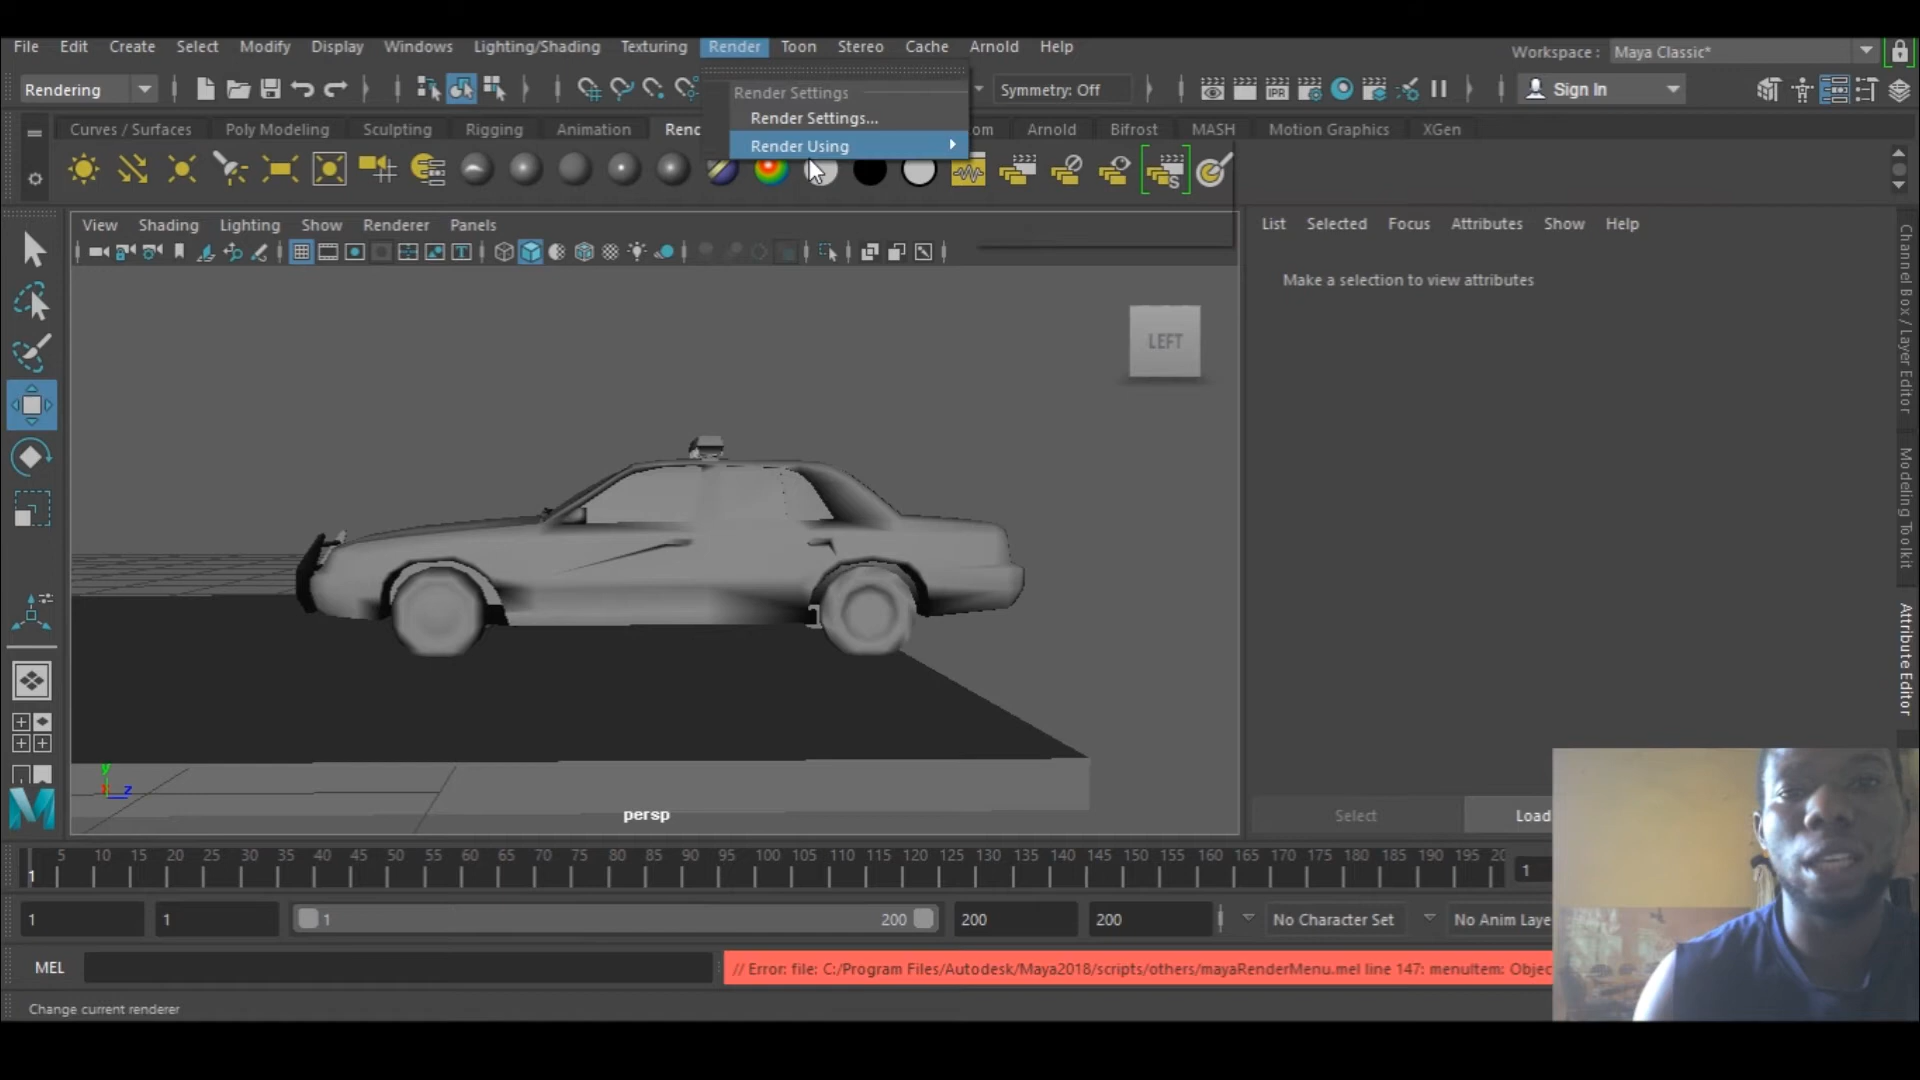 File Edit Create Select Modify Display Windows Lighting/Shading Texturing Render Toon Stereo Cache Arnold Help
Workspace : Maya Classic*
Rendering
Symmetry: Off
Sign In
IPR
Render Settings
Render Settings...
Render Using
Curves / Surfaces Poly Modeling Sculpting Rigging Animation Arnold Bifrost MASH Motion Graphics XGen
View Shading Lighting Show Renderer Panels
List Selected Focus Attributes Show Help
Make a selection to view attributes
LEFT
Channel Box / Layer Editor
Modeling Toolkit
Attribute Editor
y
z
persp
Select Load
5 10 15 20 25 30 35 40 45 50 55 60 65 70 75 80 85 90 95 100 105 110 115 120 125 130 135 140 145 150 155 160 165 170 175 180 185 190 195
1 1
1 1 1 200 200 200 No Character Set No Anim Laye
MEL // Error: file: C:/Program Files/Autodesk/Maya2018/scripts/others/mayaRenderMenu.mel line 147: menuItem: Objec
Change current renderer